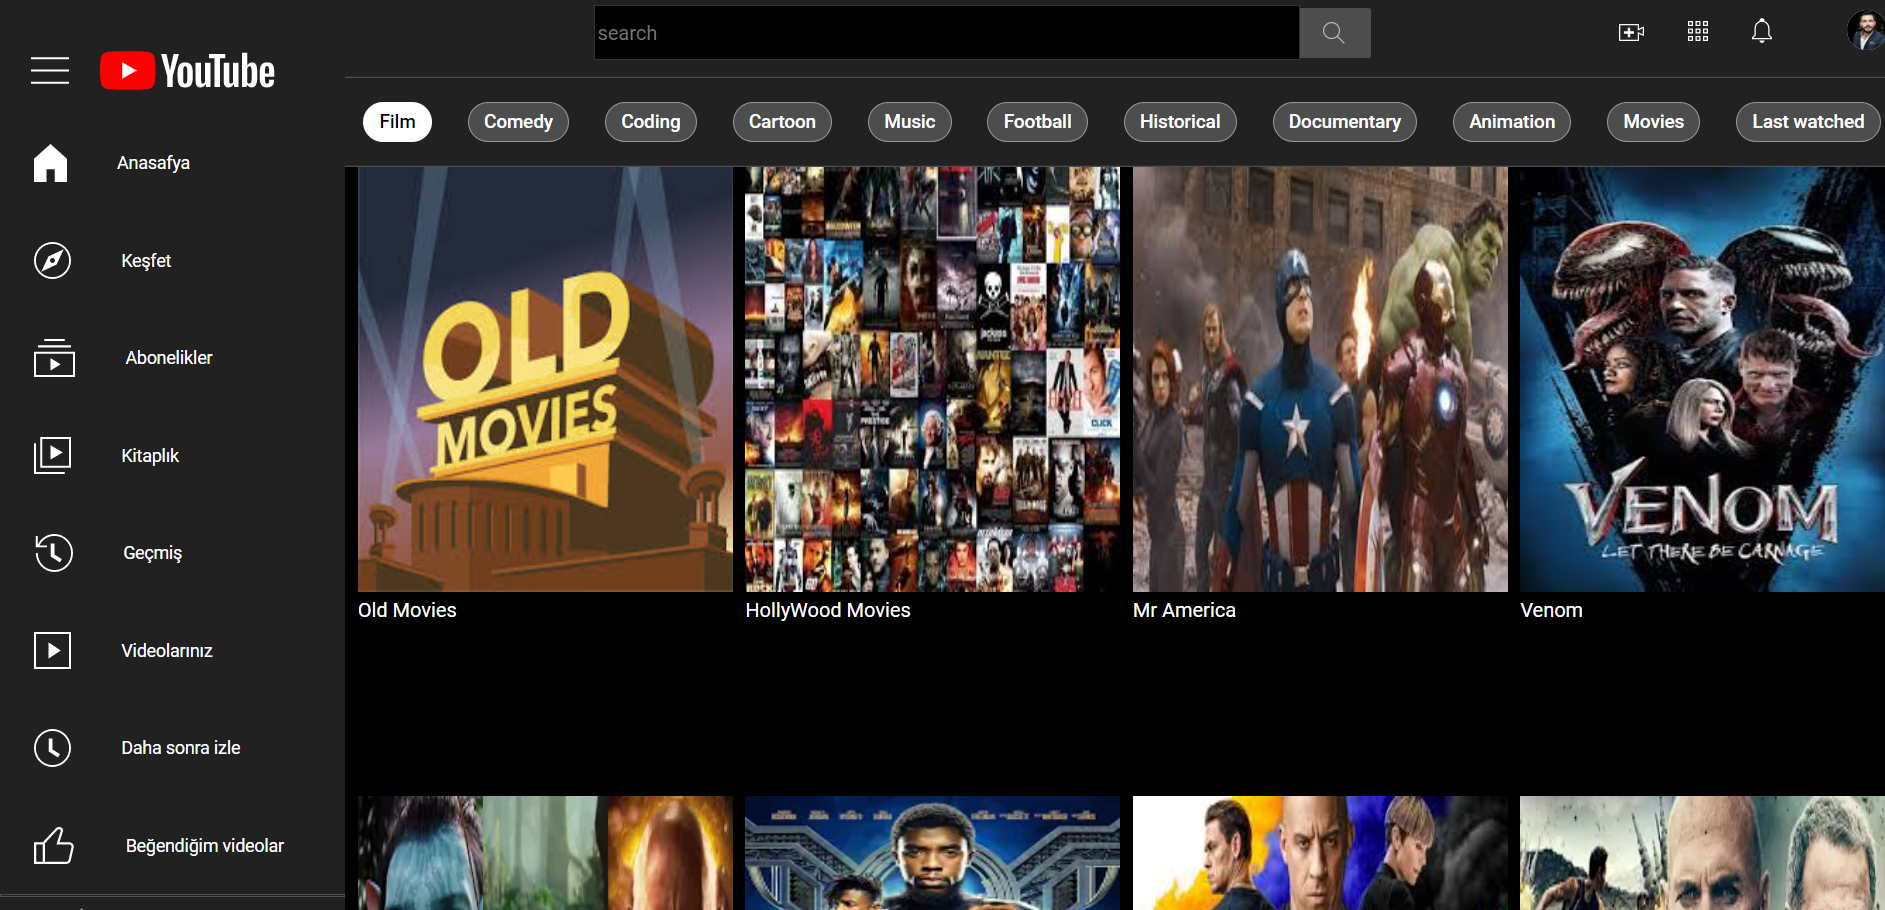 search
YouTube
Film
Comedy
Coding
Cartoon
Music
Football
Historical
Documentary
Animation
Movies
Last watched
Anasafya
Keşfet
Abonelikler
Kitaplık
Geçmiş
Videolarınız
Daha sonra izle
Beğendiğim videolar
OLD
MOVIES
VENOM
LET THERE BE CARNAGE
Old Movies
HollyWood Movies
Mr America
Venom